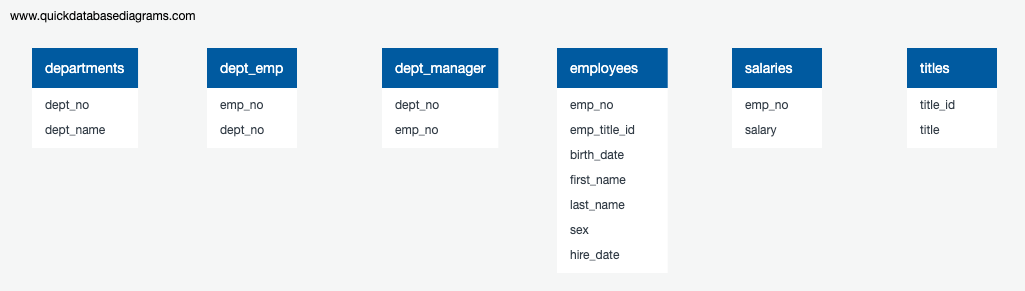 www.quickdatabasediagrams.com
departments
dept_no
dept_name
dept_emp
emp_no
dept_no
dept_manager
dept_no
emp_no
employees
emp_no
emp_title_id
birth_date
first_name
last_name
sex
hire_date
salaries
emp_no
salary
titles
title_id
title